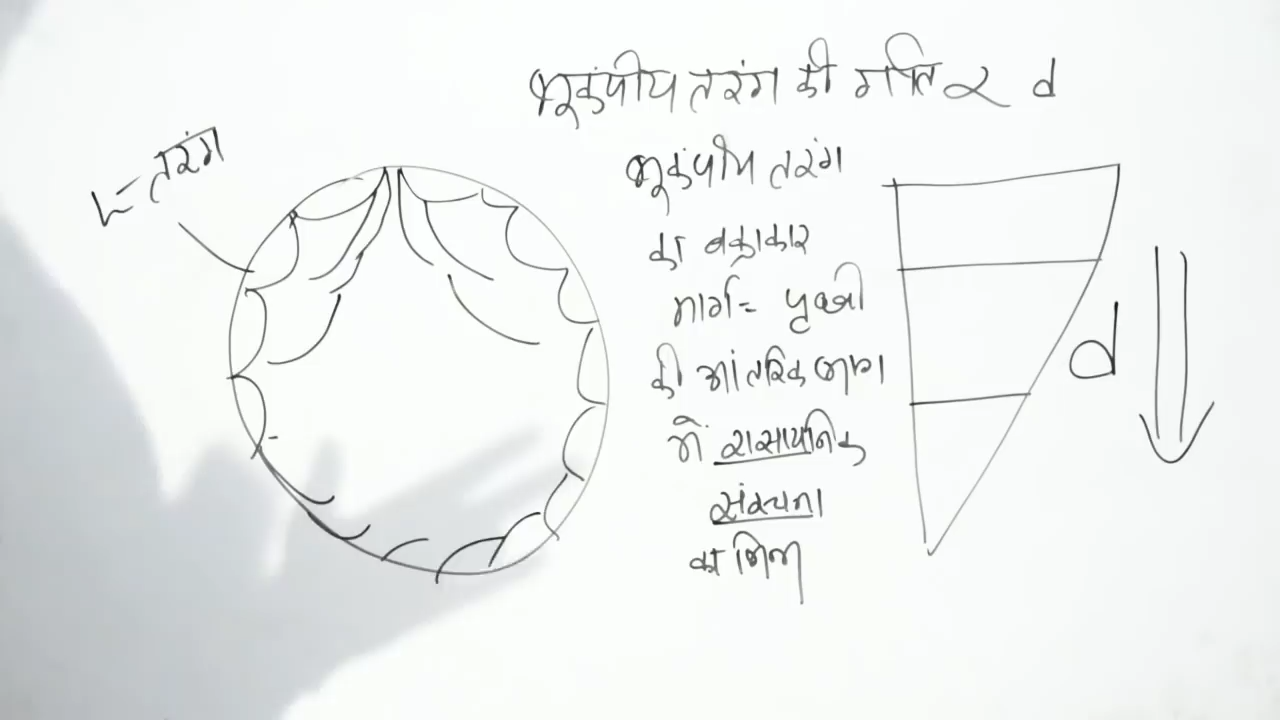 भूकंपीय तरंग की गति α d
L-तरंग
भूकंपीय तरंग
का वक्राकार
मार्ग= पृथ्वी
की आंतरिक भाग
में रासायनिक
संरचना
का भिन्न
d